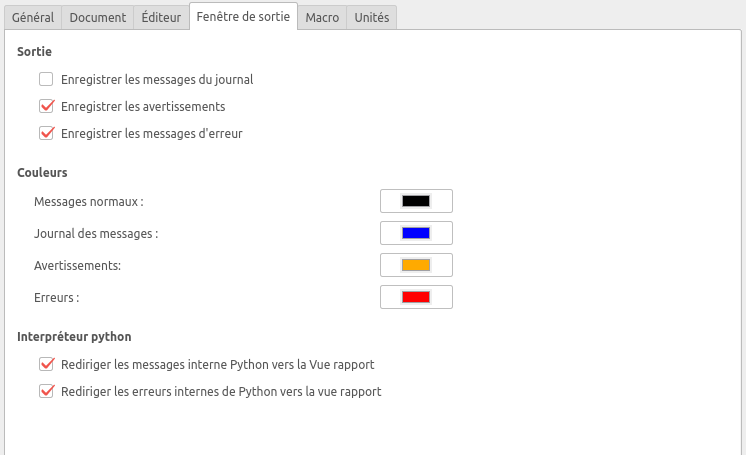 Général Document Éditeur Fenêtre de sortie Macro Unités
Sortie
Enregistrer les messages du journal
Enregistrer les avertissements
Enregistrer les messages d'erreur
Couleurs
Messages normaux :
Journal des messages :
Avertissements:
Erreurs :
Interpréteur python
Rediriger les messages interne Python vers la Vue rapport
Rediriger les erreurs internes de Python vers la vue rapport